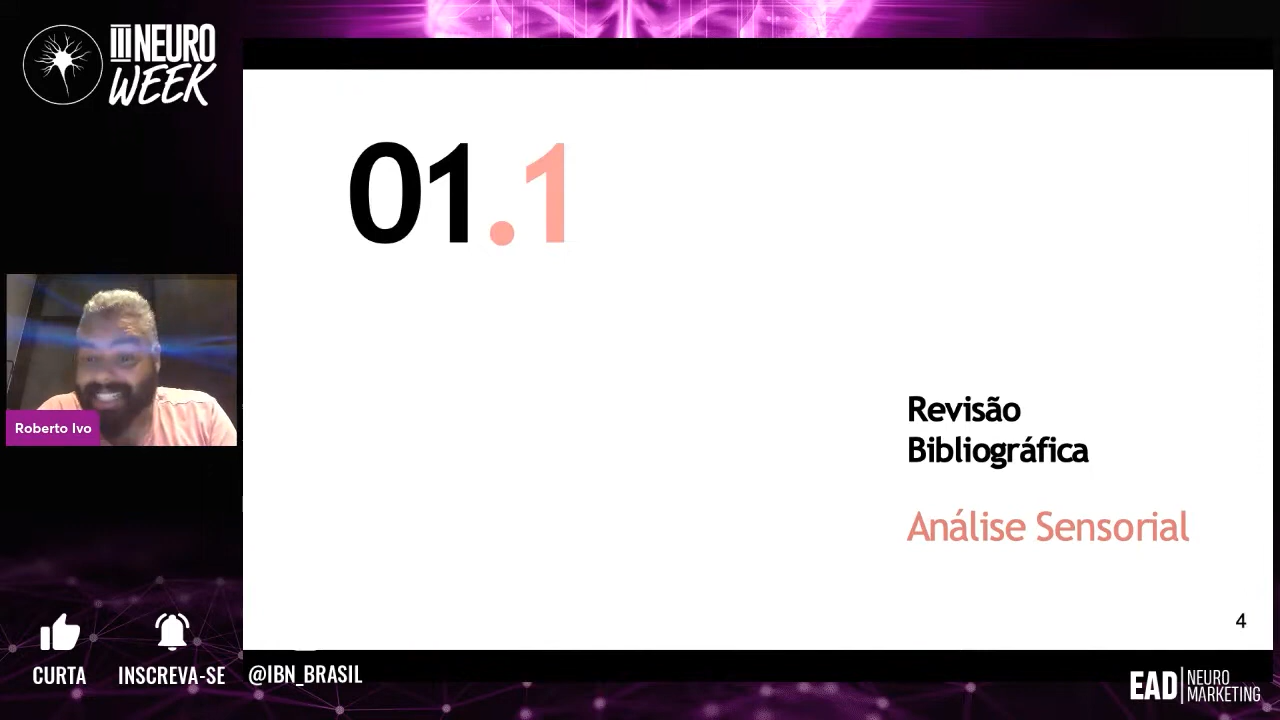 III NEURO
WEEK
01.1
Roberto Ivo
Revisão
Bibliográfica
Análise Sensorial
4
CURTA
INSCREVA-SE
@IBN_BRASIL
EAD
NEURO
MARKETING